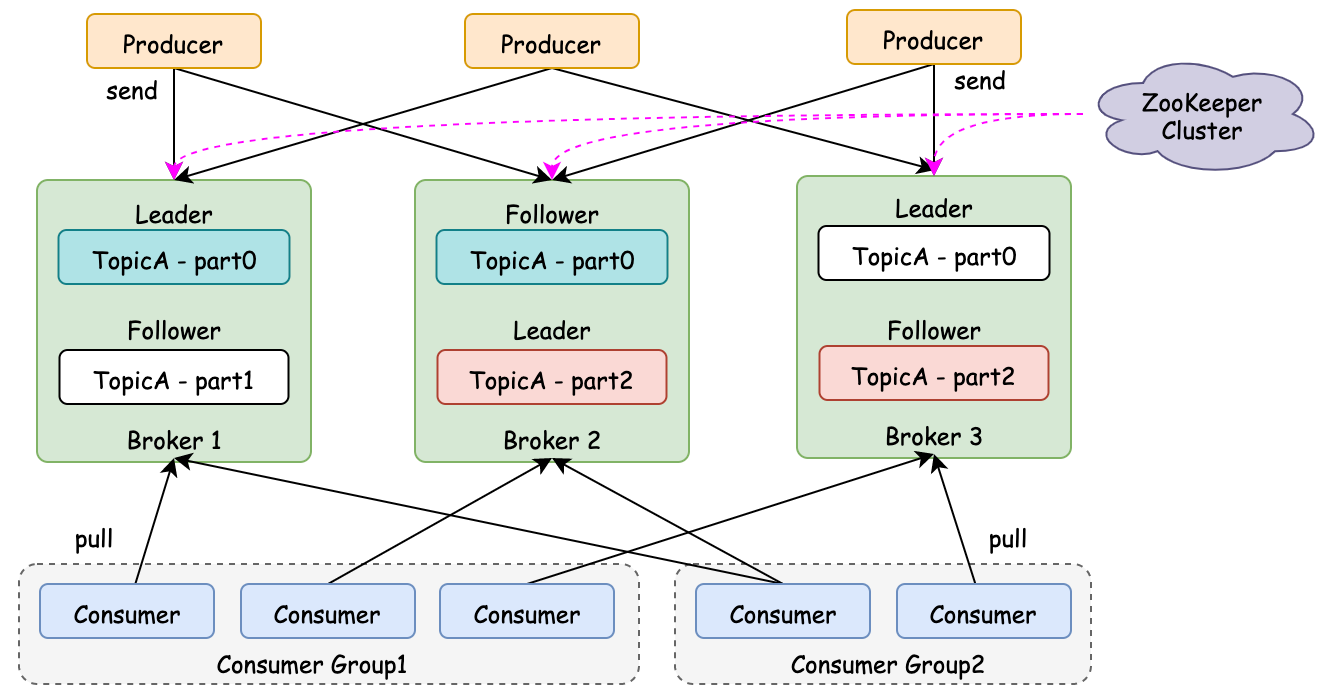 Producer
Producer
Producer
send
send
ZooKeeper
Cluster
Leader
TopicA - part0
Follower
TopicA - part1
Broker 1
Follower
TopicA - part0
Leader
TopicA - part2
Broker 2
Leader
TopicA - part0
Follower
TopicA - part2
Broker 3
pull
pull
Consumer
Consumer
Consumer
Consumer Group1
Consumer
Consumer
Consumer Group2